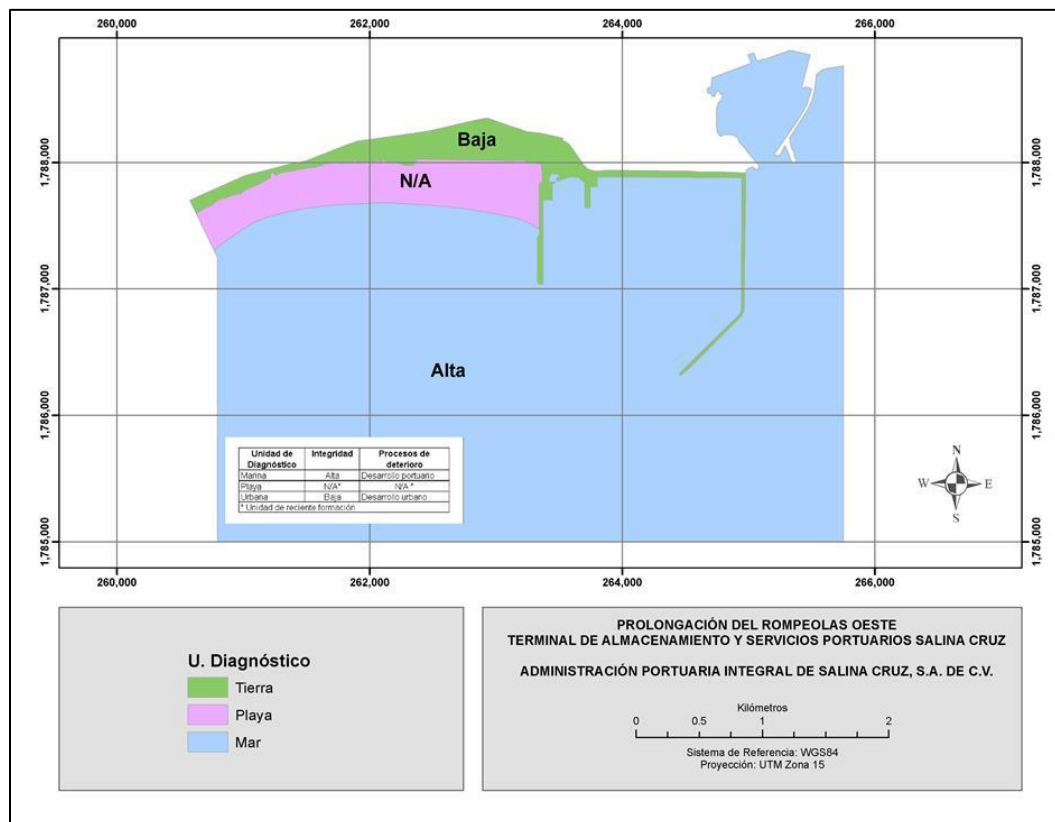 260,000 262,000 264,000 266,000
1,788,000 1,788,000
1,787,000 1,787,000
1,786,000 1,786,000
1,785,000 1,785,000
Baja
N/A
Alta
Unidad de Diagnóstico Integridad Procesos de deterioro
Marina Alta Desarrollo portuario
Playa N/A* N/A *
Urbana Baja Desarrollo urbano
* Unidad de reciente formación
N
W E
S
260,000 262,000 264,000 266,000
U. Diagnóstico
Tierra
Playa
Mar
PROLONGACIÓN DEL ROMPEOLAS OESTE
TERMINAL DE ALMACENAMIENTO Y SERVICIOS PORTUARIOS SALINA CRUZ
ADMINISTRACIÓN PORTUARIA INTEGRAL DE SALINA CRUZ, S.A. DE C.V.
Kilómetros
0 0.5 1 2
Sistema de Referencia: WGS84
Proyección: UTM Zona 15